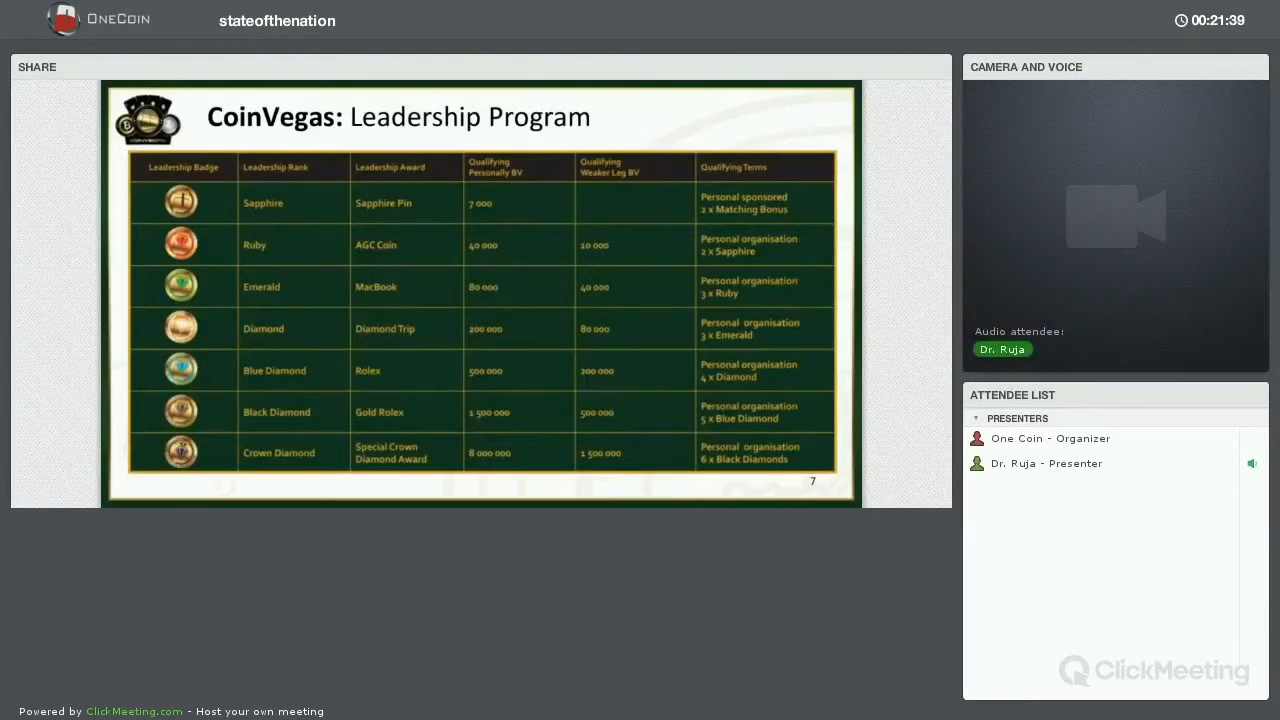 ONECOIN
stateofthenation
00:21:39
SHARE
CoinVegas: Leadership Program
Leadership Badge Leadership Rank Leadership Award Qualifying Personally BV Qualifying Weaker Leg BV Qualifying Terms
Sapphire Sapphire Pin 7 000 Personal sponsored 2 x Matching Bonus
Ruby AGC Coin 40 000 10 000 Personal organisation 2 x Sapphire
Emerald MacBook 80 000 40 000 Personal organisation 3 x Ruby
Diamond Diamond Trip 200 000 80 000 Personal organisation 3 x Emerald
Blue Diamond Rolex 500 000 200 000 Personal organisation 4 x Diamond
Black Diamond Gold Rolex 1 500 000 500 000 Personal organisation 5 x Blue Diamond
Crown Diamond Special Crown Diamond Award 8 000 000 1 500 000 Personal organisation 6 x Black Diamonds
7
CAMERA AND VOICE
Audio attendee:
Dr. Ruja
ATTENDEE LIST
PRESENTERS
One Coin - Organizer
Dr. Ruja - Presenter
ClickMeeting
Powered by ClickMeeting.com - Host your own meeting